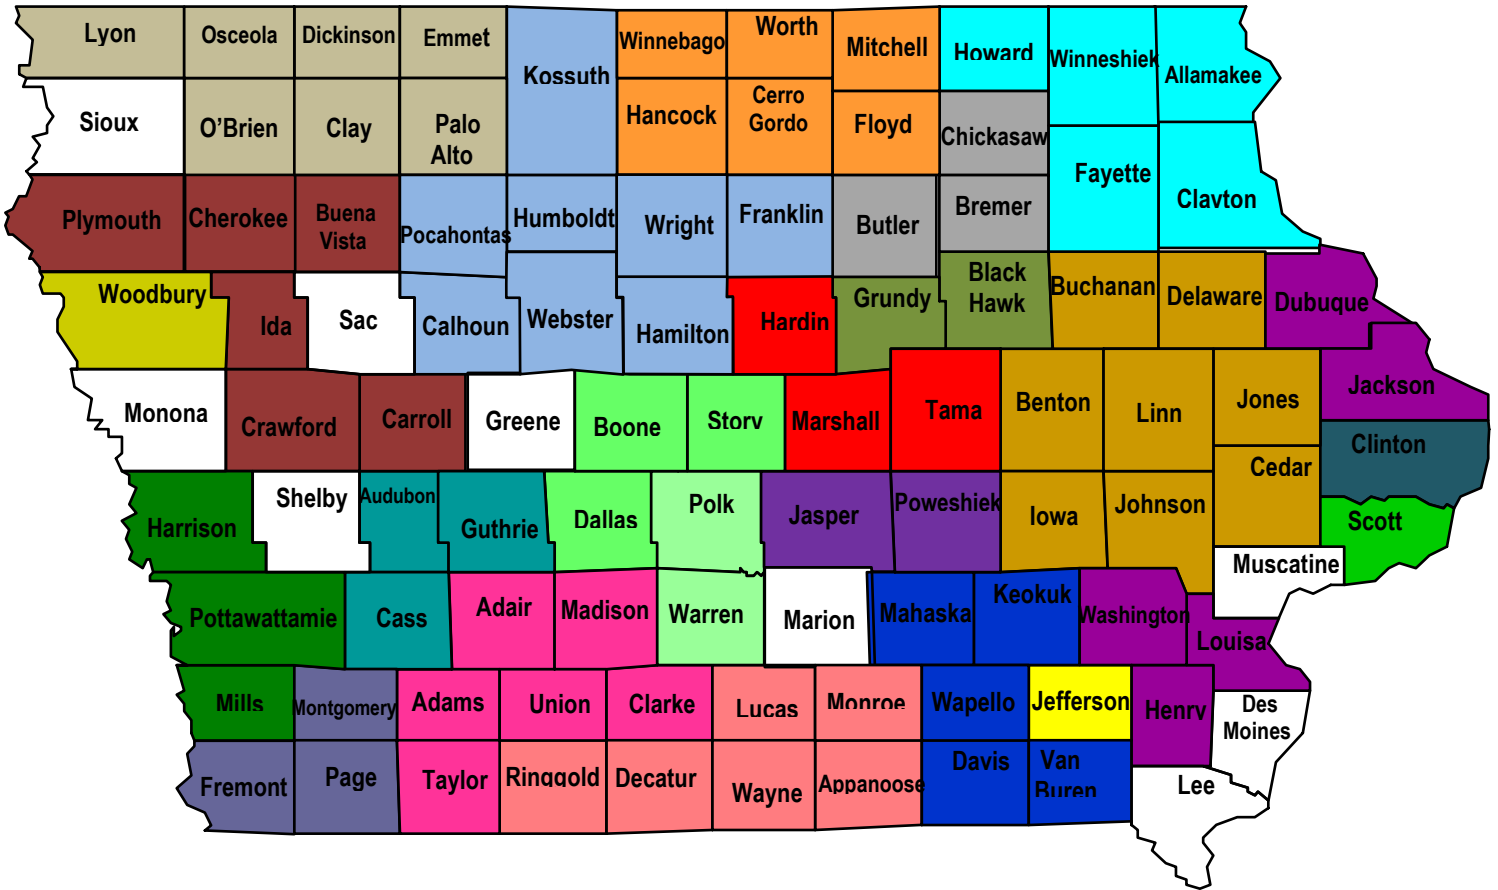 Lyon
Osceola
Dickinson
Emmet
Kossuth
Winnebago
Worth
Mitchell
Howard
Winneshiek
Allamakee
Sioux
O’Brien
Clay
Palo
Alto
Hancock
Cerro
Gordo
Floyd
Chickasaw
Fayette
Clayton
Plymouth
Cherokee
Buena
Vista
Pocahontas
Humboldt
Wright
Franklin
Butler
Bremer
Woodbury
Ida
Sac
Calhoun
Webster
Hamilton
Hardin
Grundy
Black
Hawk
Buchanan
Delaware
Dubuque
Monona
Crawford
Carroll
Greene
Boone
Story
Marshall
Tama
Benton
Linn
Jones
Jackson
Clinton
Cedar
Harrison
Shelby
Audubon
Guthrie
Dallas
Polk
Jasper
Poweshiek
Iowa
Johnson
Scott
Muscatine
Pottawattamie
Cass
Adair
Madison
Warren
Marion
Mahaska
Keokuk
Washington
Louisa
Mills
Montgomery
Adams
Union
Clarke
Lucas
Monroe
Wapello
Jefferson
Henry
Des
Moines
Fremont
Page
Taylor
Ringgold
Decatur
Wayne
Appanoose
Davis
Van
Buren
Lee